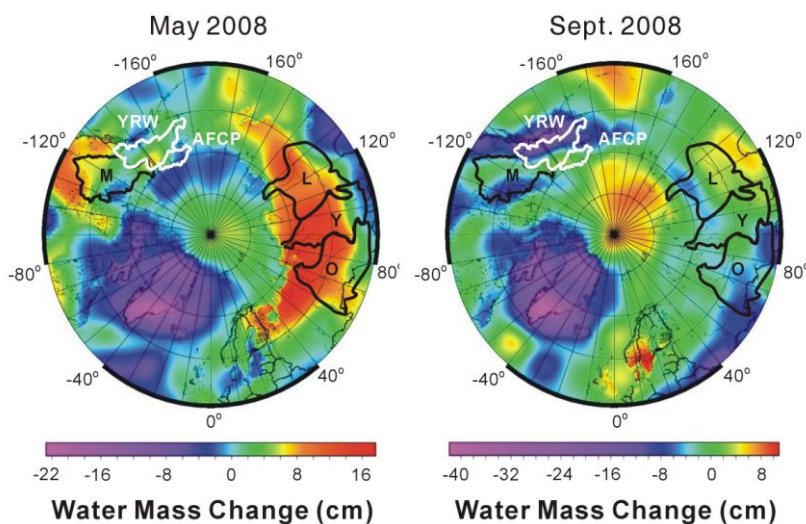 May 2008
Sept. 2008
-160° 160°
-160° 160°
YRW
YRW
-120° AFCP 120°
-120° AFCP 120°
M L
M L
Y
Y
-80° O 80°
-80° O 80°
-40° 40°
-40° 40°
0°
0°
-22 -16 -8 0 8 16
-40 -32 -24 -16 -8 0 8
Water Mass Change (cm)
Water Mass Change (cm)